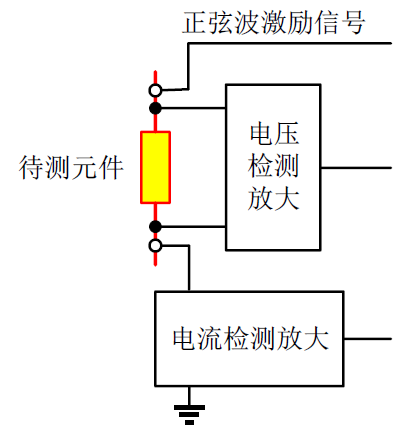 正弦波激励信号
电压
检测
放大
待测元件
电流检测放大